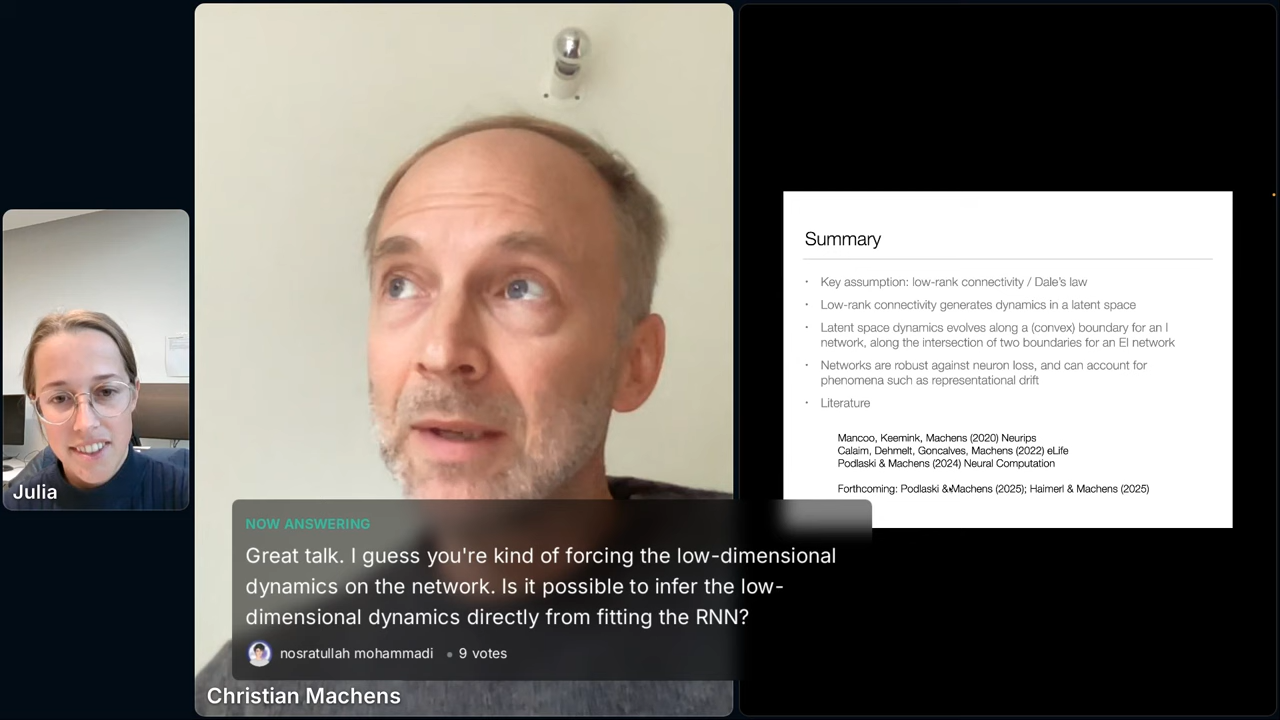 Julia
Christian Machens
NOW ANSWERING
Great talk. I guess you're kind of forcing the low-dimensional
dynamics on the network. Is it possible to infer the low-
dimensional dynamics directly from fitting the RNN?
nosratullah mohammadi • 9 votes
Summary
• Key assumption: low-rank connectivity / Dale's law
• Low-rank connectivity generates dynamics in a latent space
• Latent space dynamics evolves along a (convex) boundary for an I
network, along the intersection of two boundaries for an EI network
• Networks are robust against neuron loss, and can account for
phenomena such as representational drift
• Literature
Mancoo, Keemink, Machens (2020) Neurips
Calaim, Dehmelt, Goncalves, Machens (2022) eLife
Podlaski & Machens (2024) Neural Computation
Forthcoming: Podlaski & Machens (2025); Haimerl & Machens (2025)